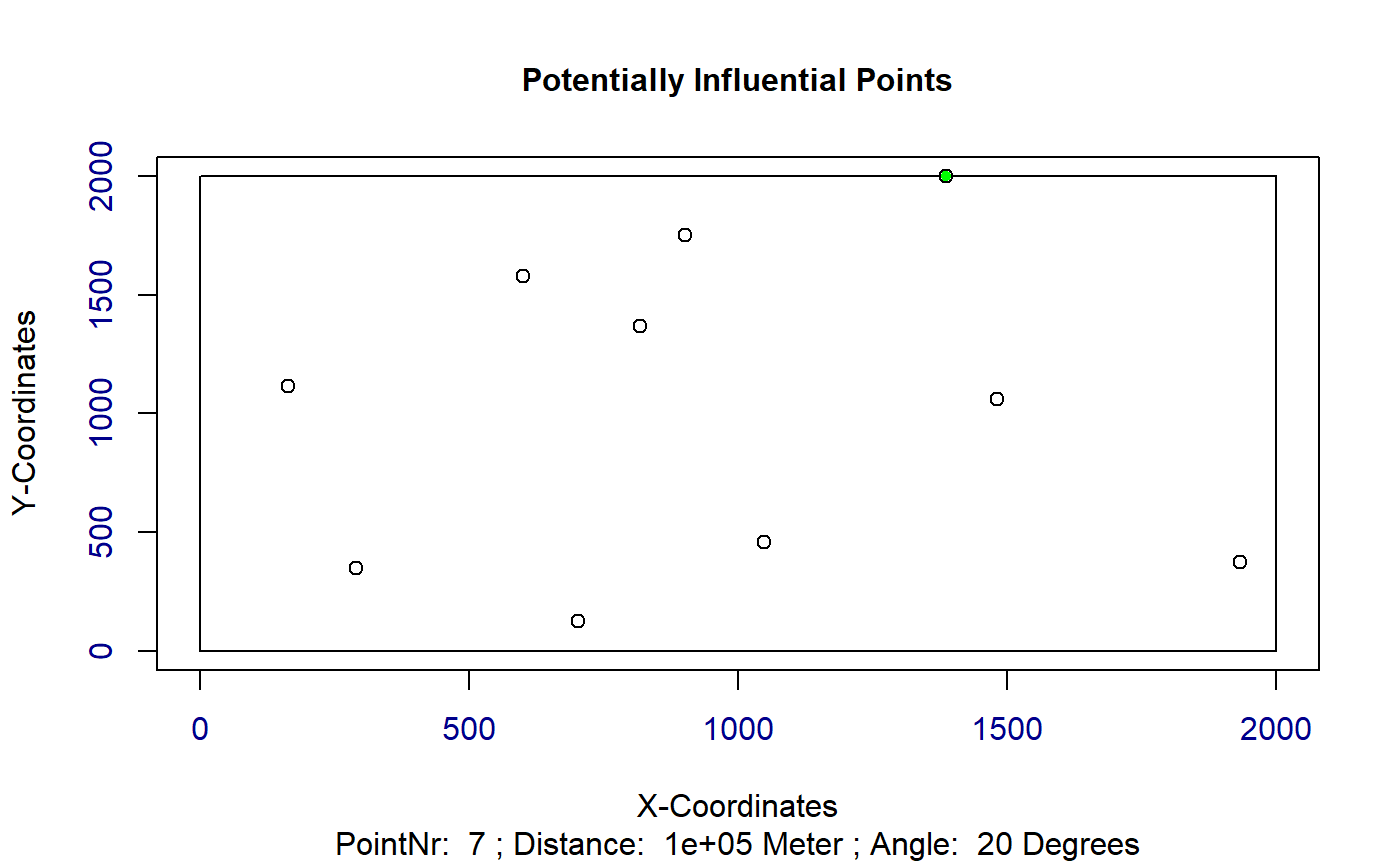 Potentially Influential Points
2000
1500
1000
500
0
Y-Coordinates
0 500 1000 1500 2000
X-Coordinates
PointNr:  7 ; Distance:  1e+05 Meter ; Angle:  20 Degrees